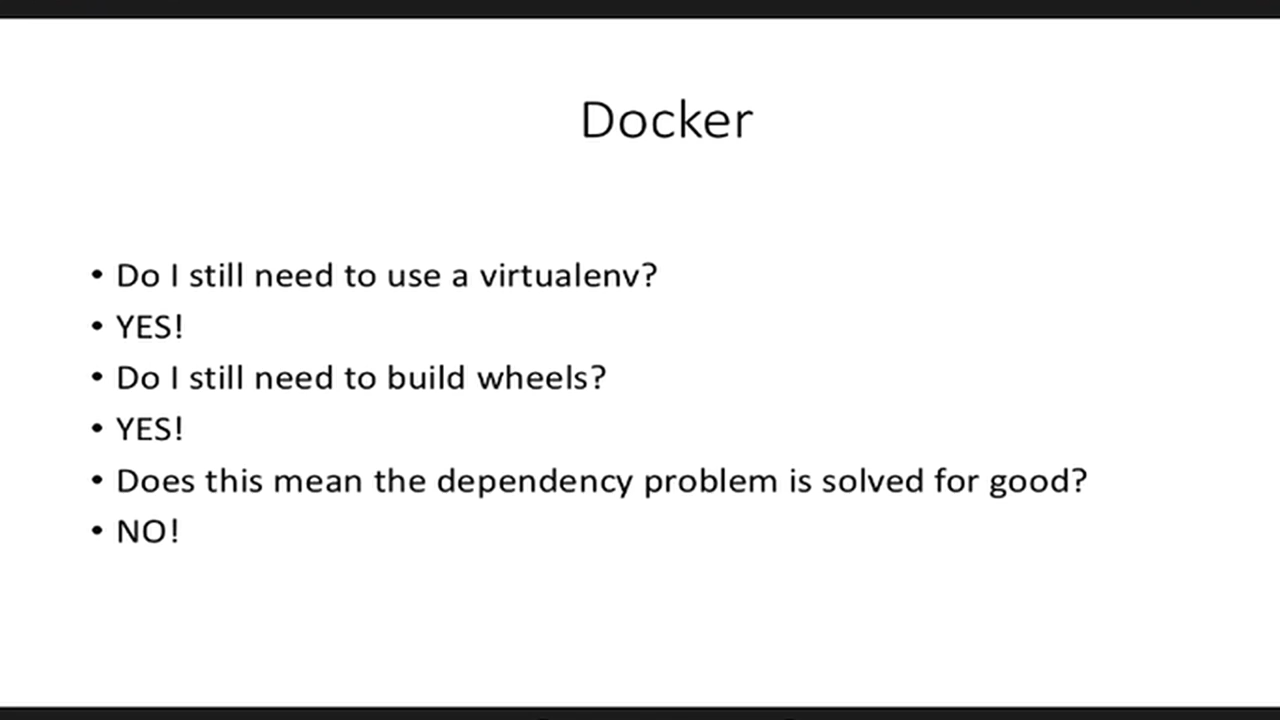 Docker
• Do I still need to use a virtualenv?
• YES!
• Do I still need to build wheels?
• YES!
• Does this mean the dependency problem is solved for good?
• NO!